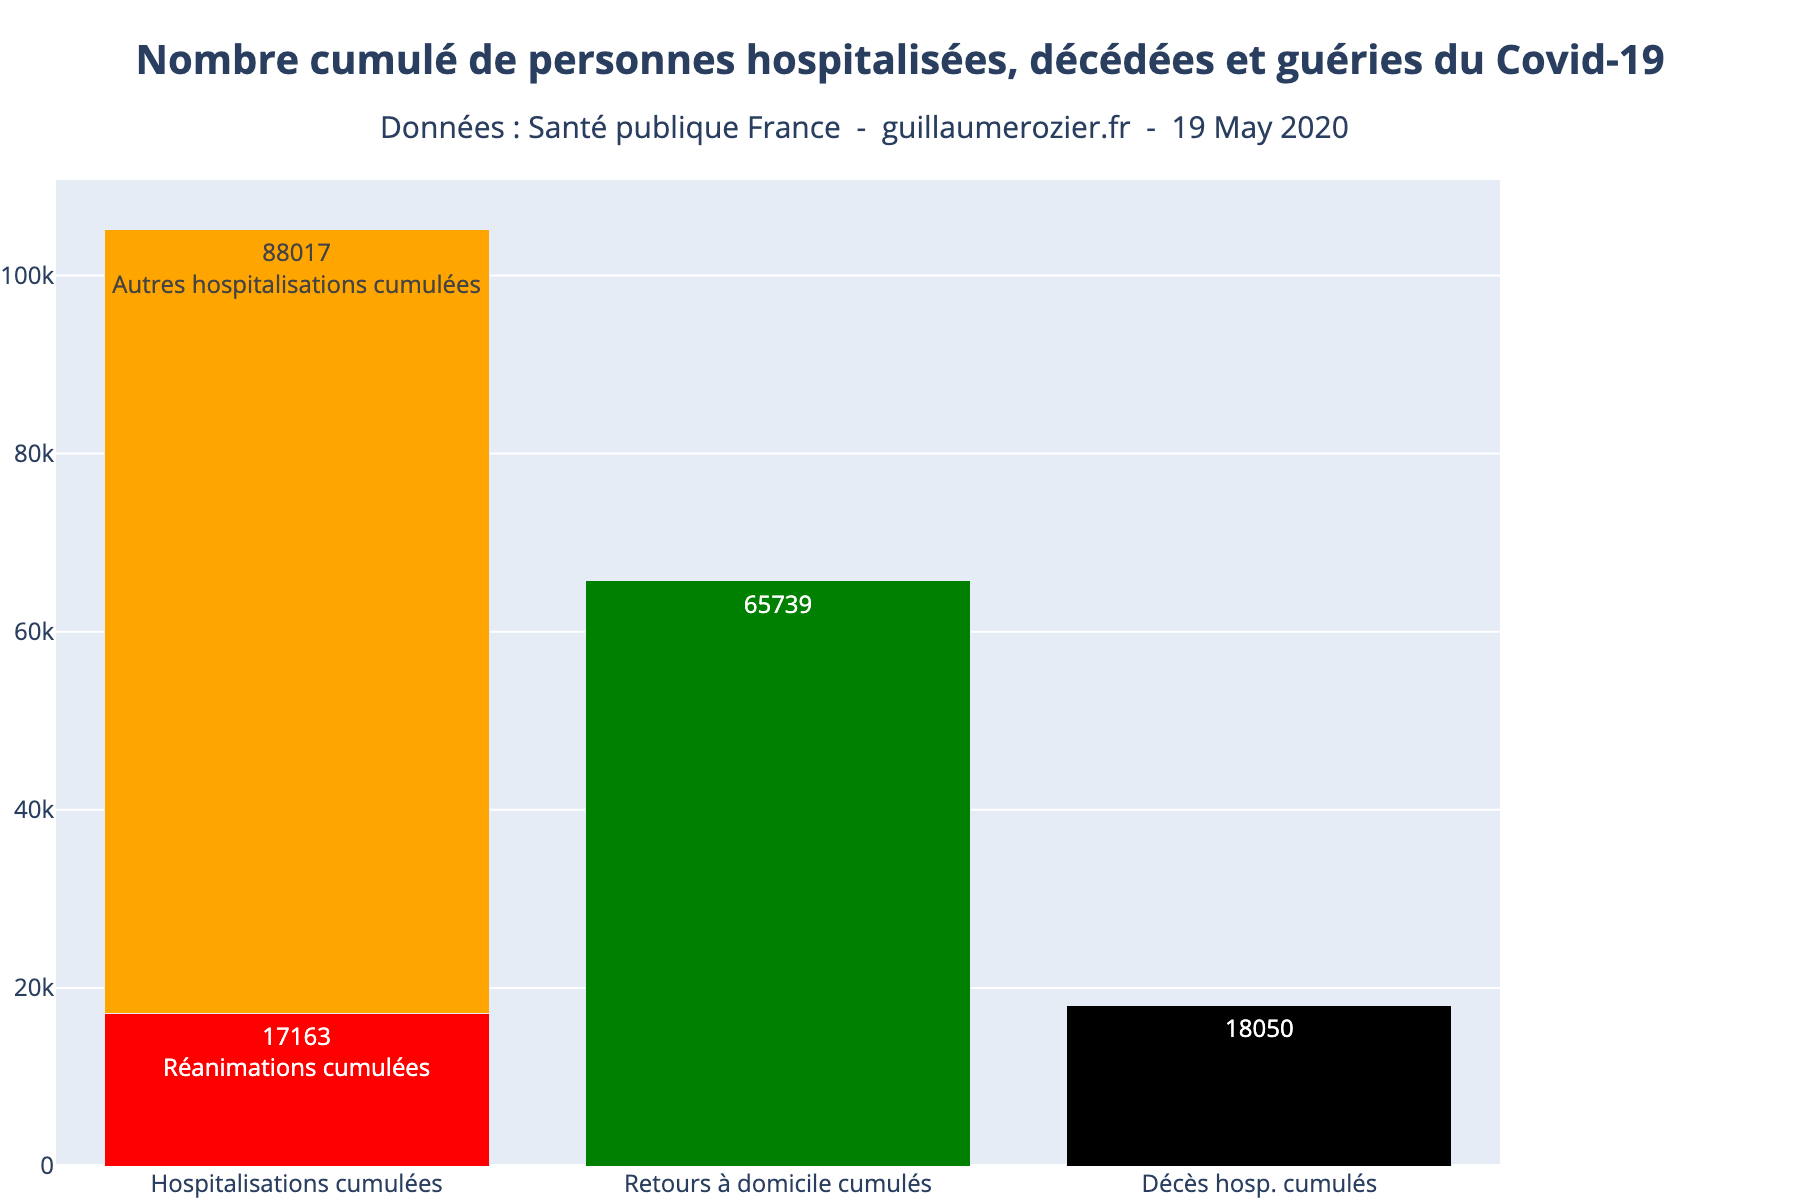 Nombre cumulé de personnes hospitalisées, décédées et guéries du Covid-19
Données : Santé publique France - guillaumerozier.fr - 19 May 2020
100k
80k
60k
40k
20k
0
88017
Autres hospitalisations cumulées
17163
Réanimations cumulées
65739
18050
Hospitalisations cumulées
Retours à domicile cumulés
Décès hosp. cumulés